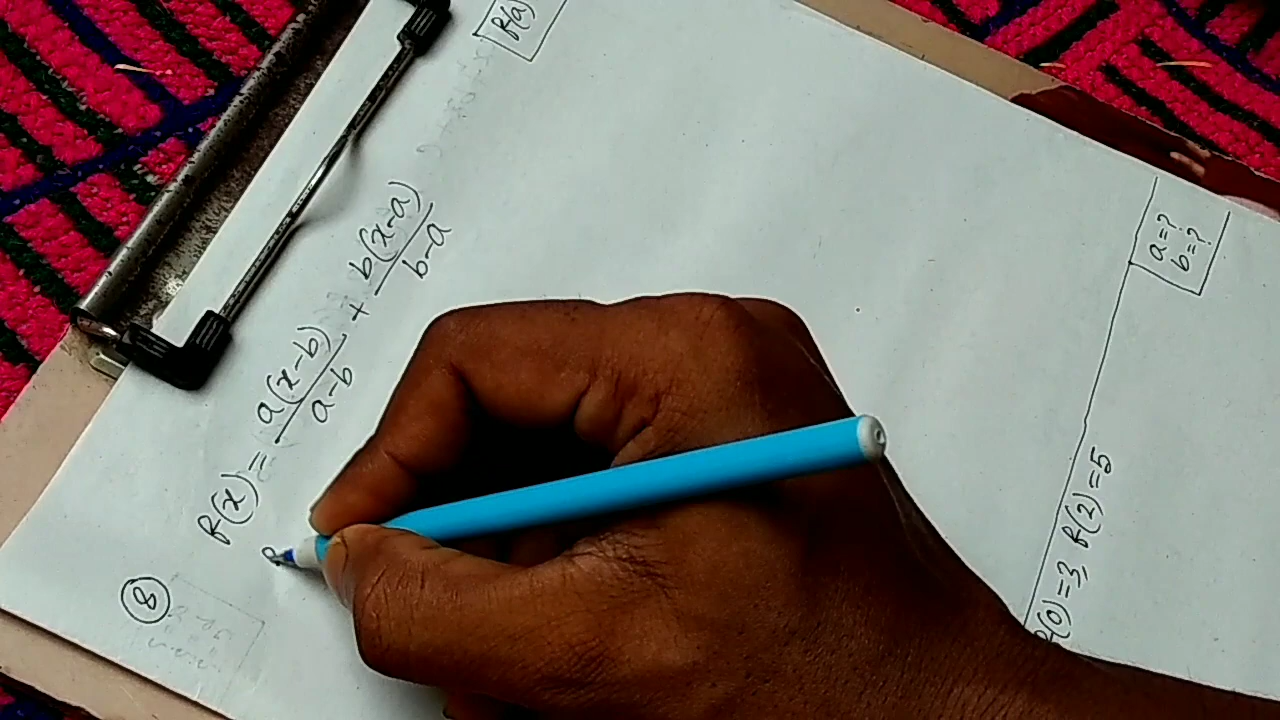 ⑧ f(x) = a(x-b)/a-b + b(x-a)/b-a
f(a)
f(0)=3, f(2)=5
a=?
b=?